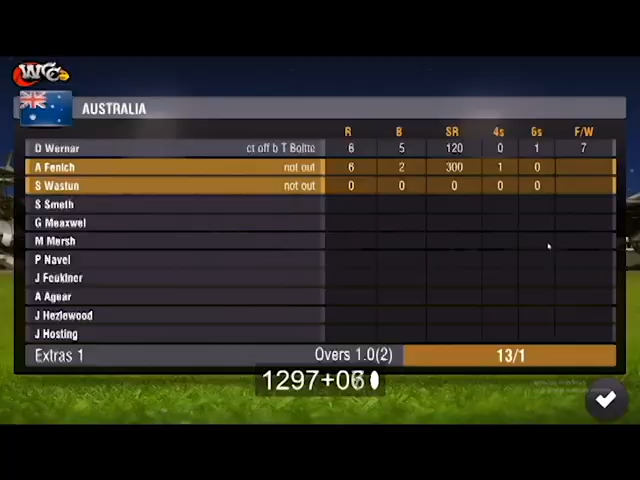 WCC
AUSTRALIA
R B SR 4s 6s F/W
D Wernar ct off b T Boltte 6 5 120 0 1 7
A Fenich not out 6 2 300 1 0
S Wastun not out 0 0 0 0 0
S Smeth
G Meaxwel
M Mersh
P Navel
J Feuklner
A Aguar
J Hezlewood
J Hosting
Extras 1 Overs 1.0(2) 13/1